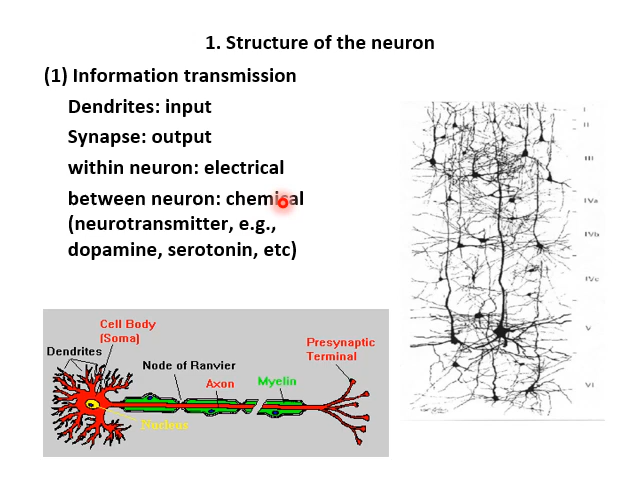 1. Structure of the neuron
(1) Information transmission
Dendrites: input
Synapse: output
within neuron: electrical
between neuron: chemical
(neurotransmitter, e.g.,
dopamine, serotonin, etc)
II
III
IVa
IVb
IVc
V
VI
Cell Body
(Soma)
Dendrites
Node of Ranvier
Axon
Myelin
Presynaptic
Terminal
Nucleus